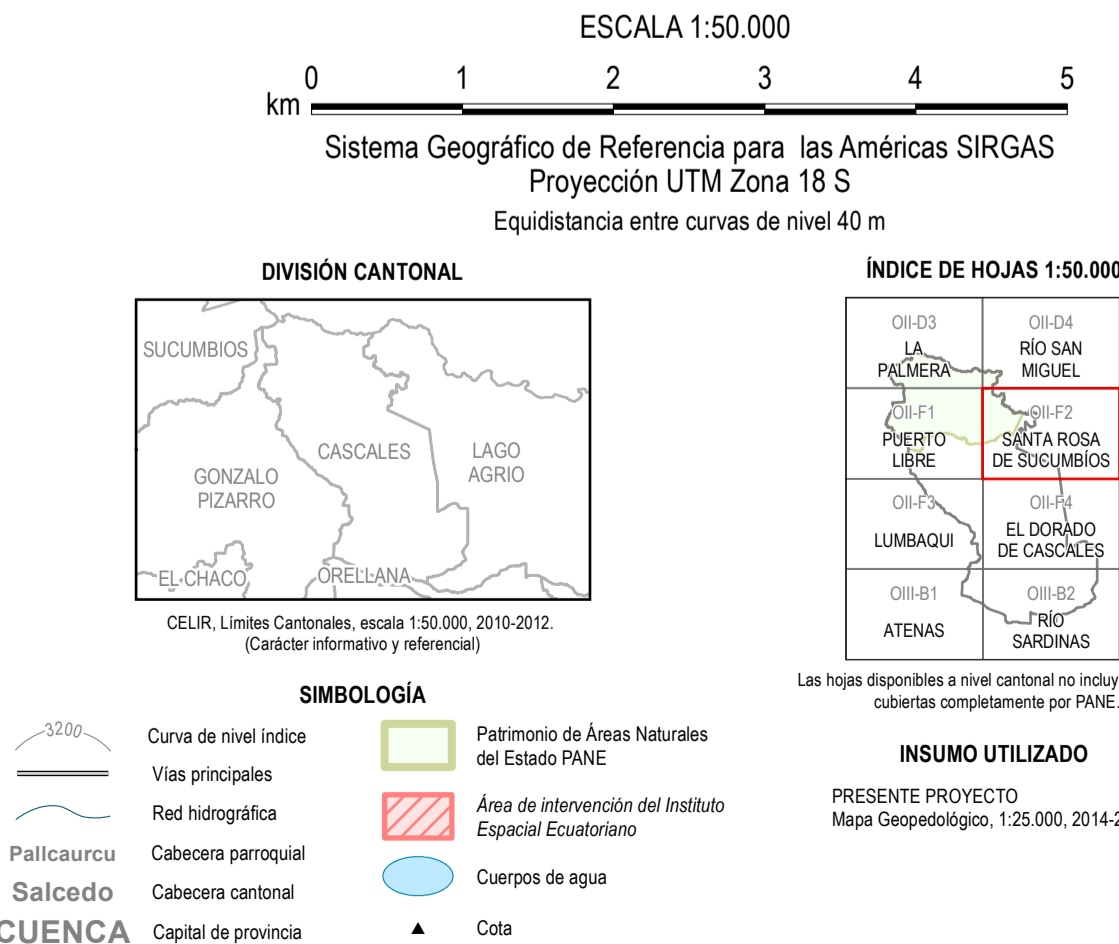 ESCALA 1:50.000
0 1 2 3 4 5
km
Sistema Geográfico de Referencia para las Américas SIRGAS
Proyección UTM Zona 18 S
Equidistancia entre curvas de nivel 40 m
DIVISIÓN CANTONAL
SUCUMBIOS
CASCALES
LAGO
AGRIO
GONZALO
PIZARRO
EL CHACO
ORELLANA
CELIR, Límites Cantonales, escala 1:50.000, 2010-2012.
(Carácter informativo y referencial)
ÍNDICE DE HOJAS 1:50.000
OII-D3
LA
PALMERA
OII-D4
RÍO SAN
MIGUEL
OII-F1
PUERTO
LIBRE
OII-F2
SANTA ROSA
DE SUCUMBÍOS
OII-F3
LUMBAQUI
OII-F4
EL DORADO
DE CASCALES
OIII-B1
ATENAS
OIII-B2
RÍO
SARDINAS
Las hojas disponibles a nivel cantonal no incluy
cubiertas completamente por PANE.
SIMBOLOGÍA
3200
Curva de nivel índice
Vías principales
Red hidrográfica
Pallcaurcu Cabecera parroquial
Salcedo Cabecera cantonal
CUENCA Capital de provincia
Patrimonio de Áreas Naturales
del Estado PANE
Área de intervención del Instituto
Espacial Ecuatoriano
Cuerpos de agua
Cota
INSUMO UTILIZADO
PRESENTE PROYECTO
Mapa Geopedológico, 1:25.000, 2014-2